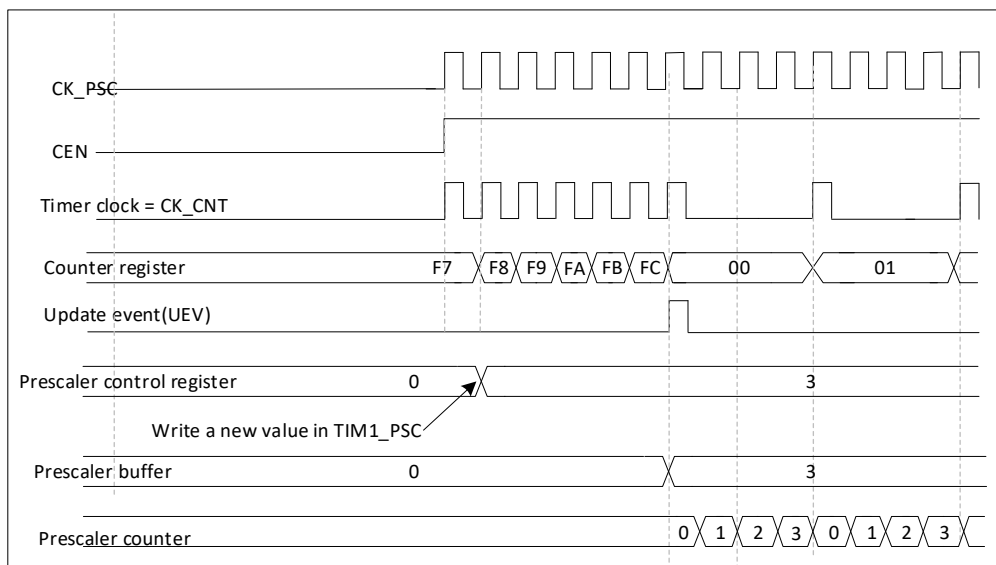 CK_PSC
CEN
Timer clock = CK_CNT
Counter register F7 F8 F9 FA FB FC 00 01
Update event(UEV)
Prescaler control register 0 3
Write a new value in TIM1_PSC
Prescaler buffer 0 3
Prescaler counter 0 1 2 3 0 1 2 3